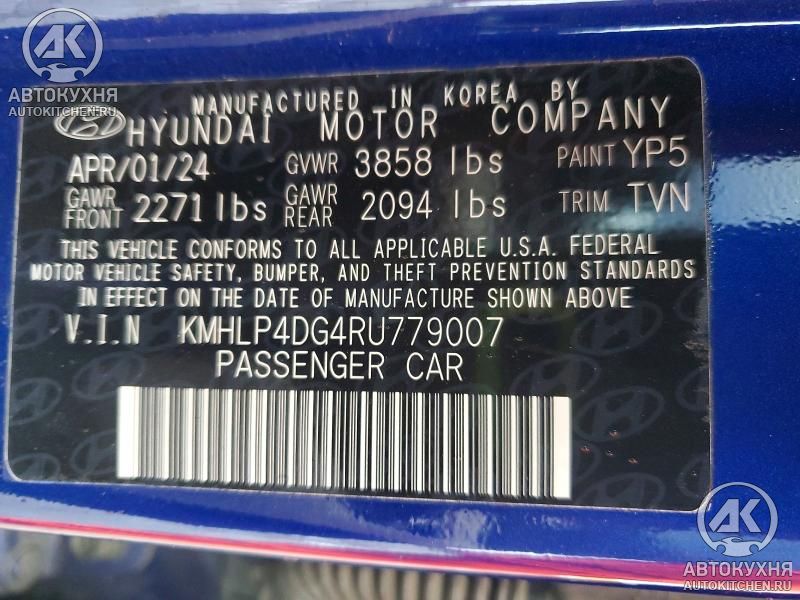 АК
АВТОКУХНЯ
AUTOKITCHEN.RU
MANUFACTURED IN KOREA BY
HYUNDAI MOTOR COMPANY
APR/01/24 GVWR 3858 lbs PAINT YP5
GAWR FRONT 2271 lbs GAWR REAR 2094 lbs TRIM TVN
THIS VEHICLE CONFORMS TO ALL APPLICABLE U.S.A. FEDERAL
MOTOR VEHICLE SAFETY, BUMPER, AND THEFT PREVENTION STANDARDS
IN EFFECT ON THE DATE OF MANUFACTURE SHOWN ABOVE
V.I.N KMHLP4DG4RU779007
PASSENGER CAR
АК
АВТОКУХНЯ
AUTOKITCHEN.RU